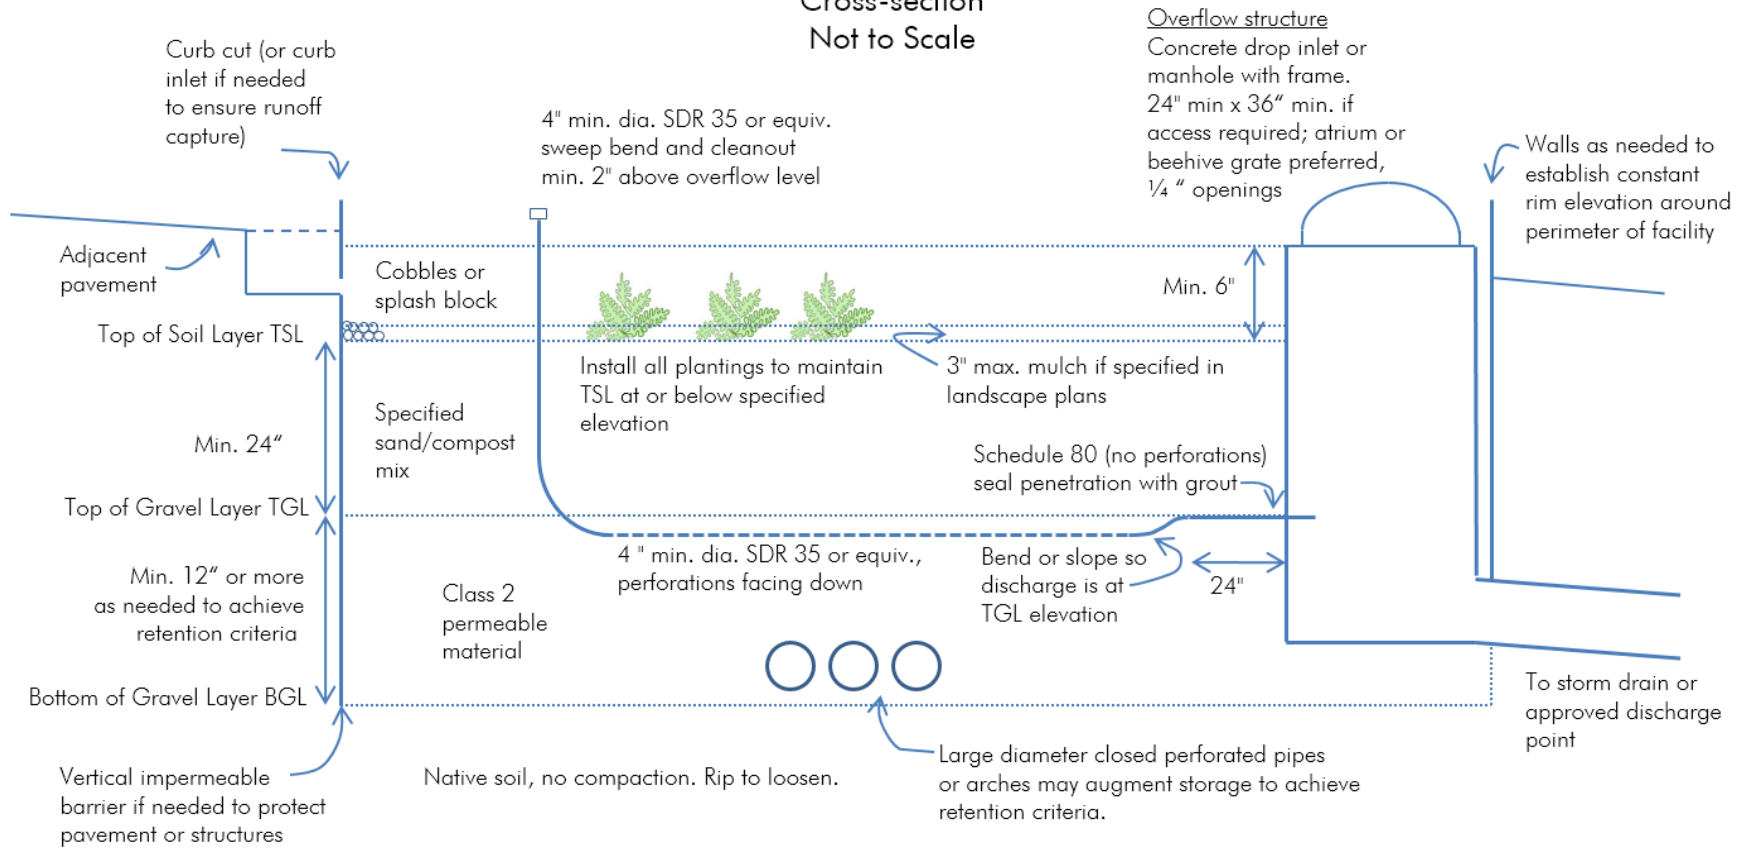 Cross-section
Not to Scale
Overflow structure
Concrete drop inlet or
manhole with frame.
24" min x 36“ min. if
access required; atrium or
beehive grate preferred,
¼ “ openings
Curb cut (or curb
inlet if needed
to ensure runoff
capture)
4" min. dia. SDR 35 or equiv.
sweep bend and cleanout
min. 2" above overflow level
Walls as needed to
establish constant
rim elevation around
perimeter of facility
Adjacent
pavement
Cobbles or
splash block
Min. 6"
Top of Soil Layer TSL
Install all plantings to maintain
TSL at or below specified
elevation
3" max. mulch if specified in
landscape plans
Specified
sand/compost
mix
Min. 24“
Schedule 80 (no perforations)
seal penetration with grout
Top of Gravel Layer TGL
4 " min. dia. SDR 35 or equiv.,
perforations facing down
Bend or slope so
discharge is at
TGL elevation
24"
Min. 12“ or more
as needed to achieve
retention criteria
Class 2
permeable
material
Bottom of Gravel Layer BGL
To storm drain or
approved discharge
point
Vertical impermeable
barrier if needed to protect
pavement or structures
Native soil, no compaction. Rip to loosen.
Large diameter closed perforated pipes
or arches may augment storage to achieve
retention criteria.